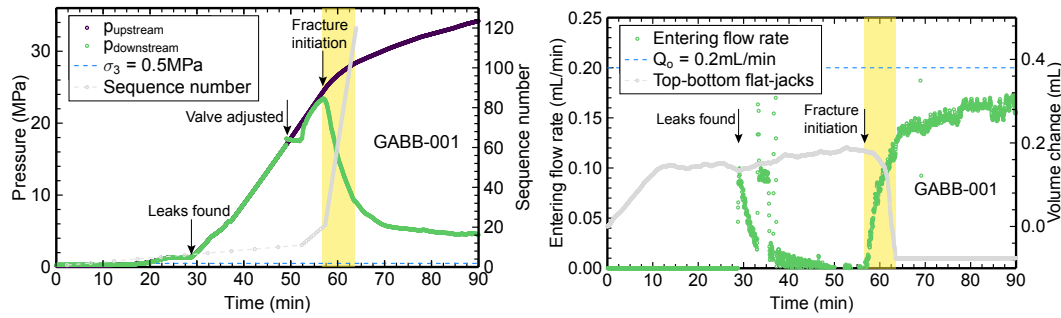 p_upstream
p_downstream
σ₃ = 0.5MPa
Sequence number
Fracture
initiation
Valve adjusted
GABB-001
Leaks found
Pressure (MPa)
0
10
20
30
Sequence number
0
20
40
60
80
100
120
0 10 20 30 40 50 60 70 80 90
Time (min)
Entering flow rate
Q_o = 0.2mL/min
Top-bottom flat-jacks
Leaks found
Fracture
initiation
GABB-001
Entering flow rate (mL/min)
0.00
0.05
0.10
0.15
0.20
0.25
Volume change (mL)
0.0
0.2
0.4
0 10 20 30 40 50 60 70 80 90
Time (min)